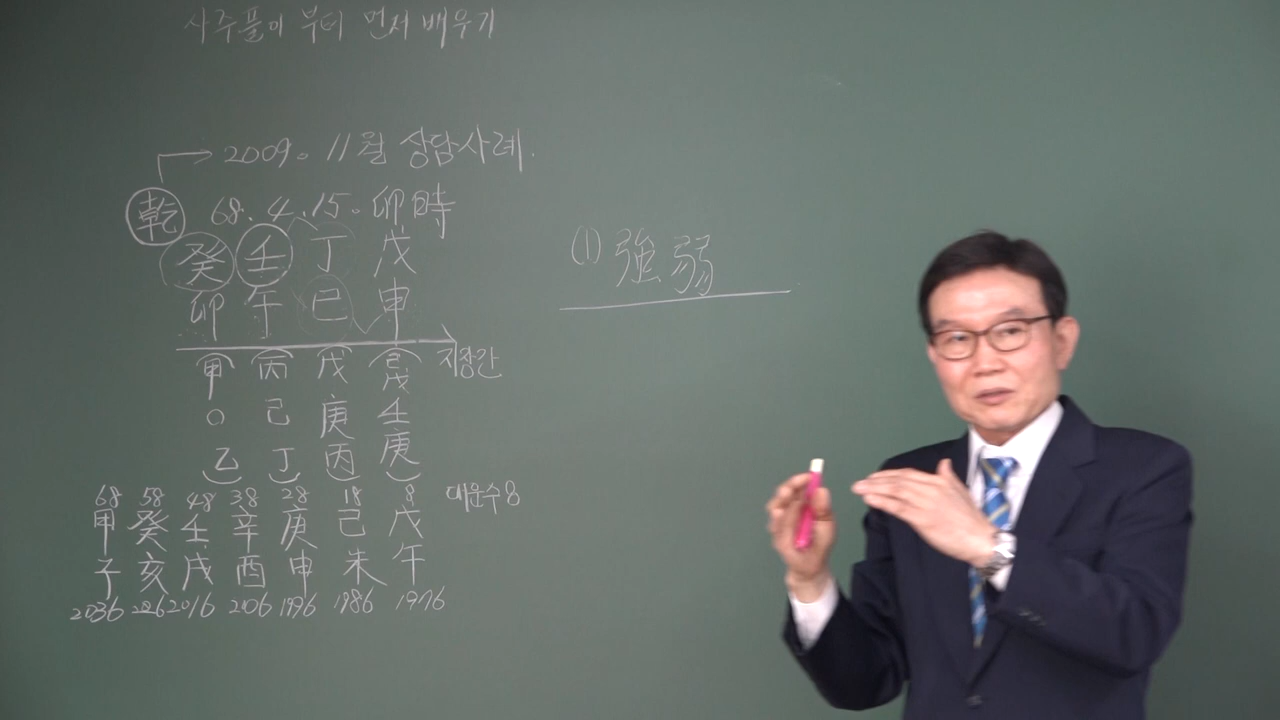 사주풀이 부터 먼저 배우기
→ 2009. 11월 상담사례.
乾 68. 4. 15. 卯時
癸 壬 丁 戊
卯 午 巳 申
甲 丙 戊 己戊 지장간
○ 己 庚 壬
乙 丁 丙 庚
68 58 48 38 28 18 8 대운수용
甲 癸 壬 辛 庚 己 戊
子 亥 戌 酉 申 未 午
2036 2026 2016 2006 1996 1986 1976
(1) 強弱